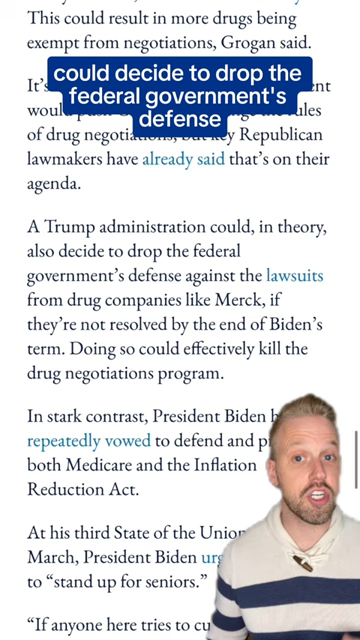 This could result in more drugs being
exempt from negotiations, Grogan said.
could decide to drop the
federal government's
defense
It's
of drug negotiations, but key Republican
lawmakers have already said that's on their
agenda.
A Trump administration could, in theory,
also decide to drop the federal
government's defense against the lawsuits
from drug companies like Merck, if
they're not resolved by the end of Biden's
term. Doing so could effectively kill the
drug negotiations program.
In stark contrast, President Biden
repeatedly vowed to defend and
both Medicare and the Inflation
Reduction Act.
At his third State of the Union
March, President Biden
to “stand up for seniors.”
“If anyone here tries to